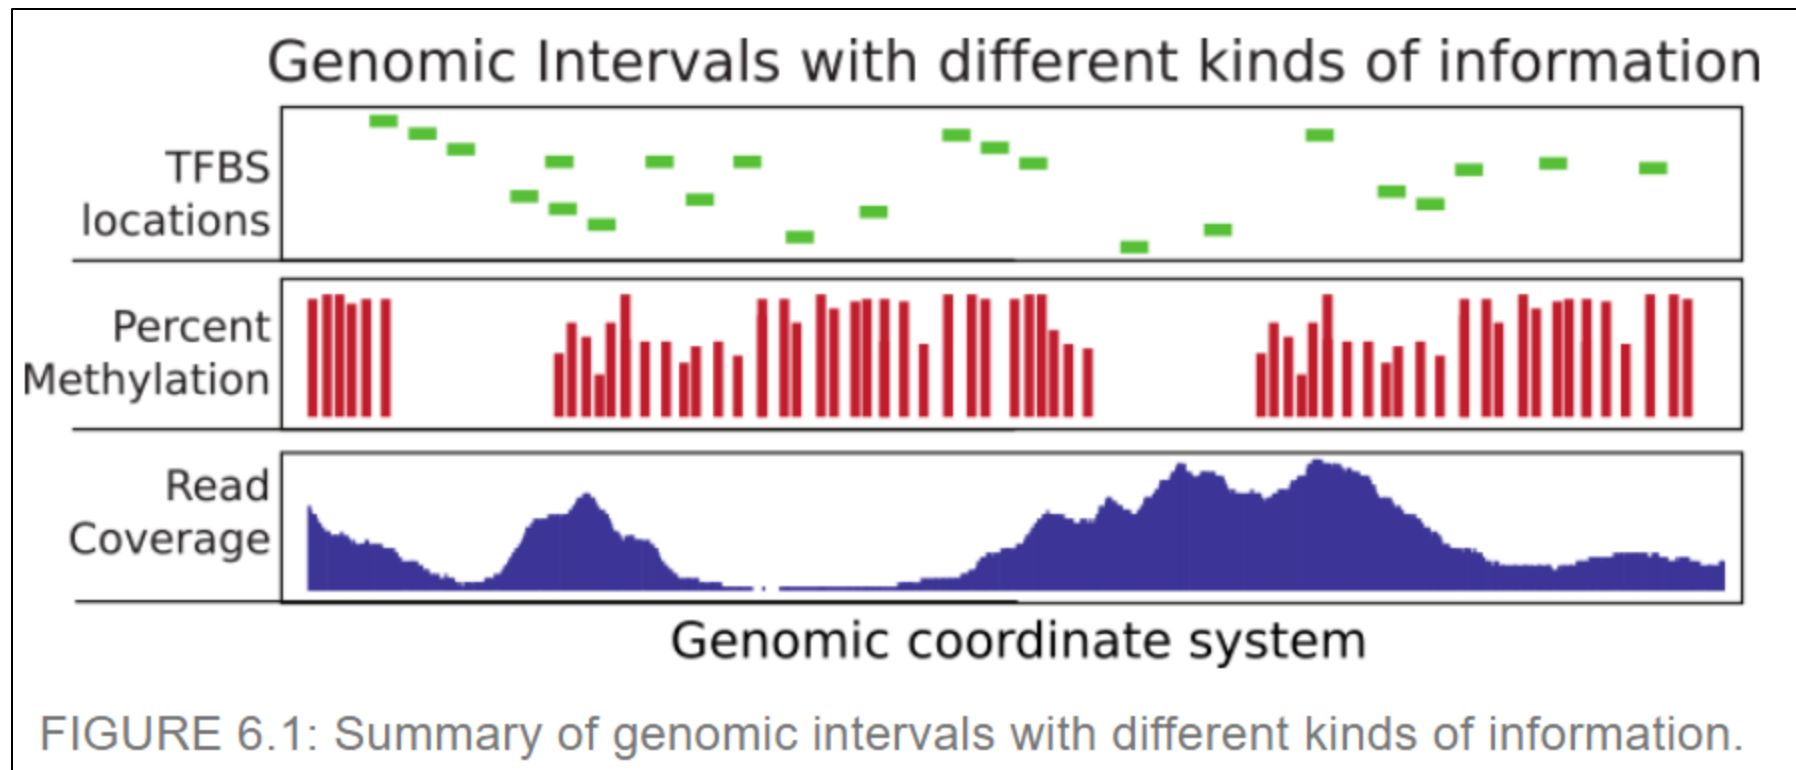 Genomic Intervals with different kinds of information
TFBS
locations
Percent
Methylation
Read
Coverage
Genomic coordinate system
FIGURE 6.1: Summary of genomic intervals with different kinds of information.